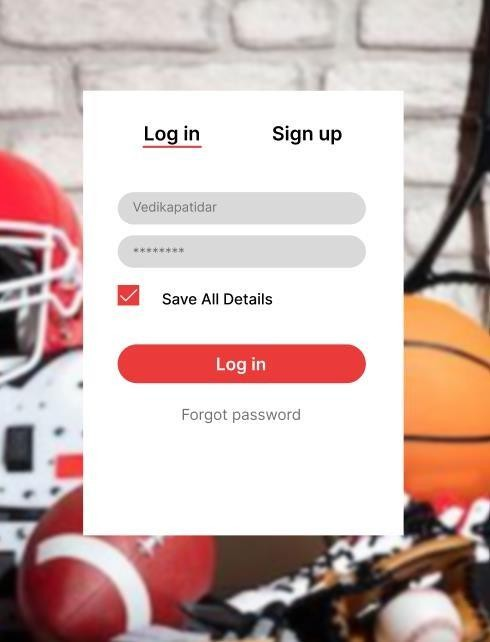 Log in Sign up
Vedikapatidar
********
Save All Details
Log in
Forgot password